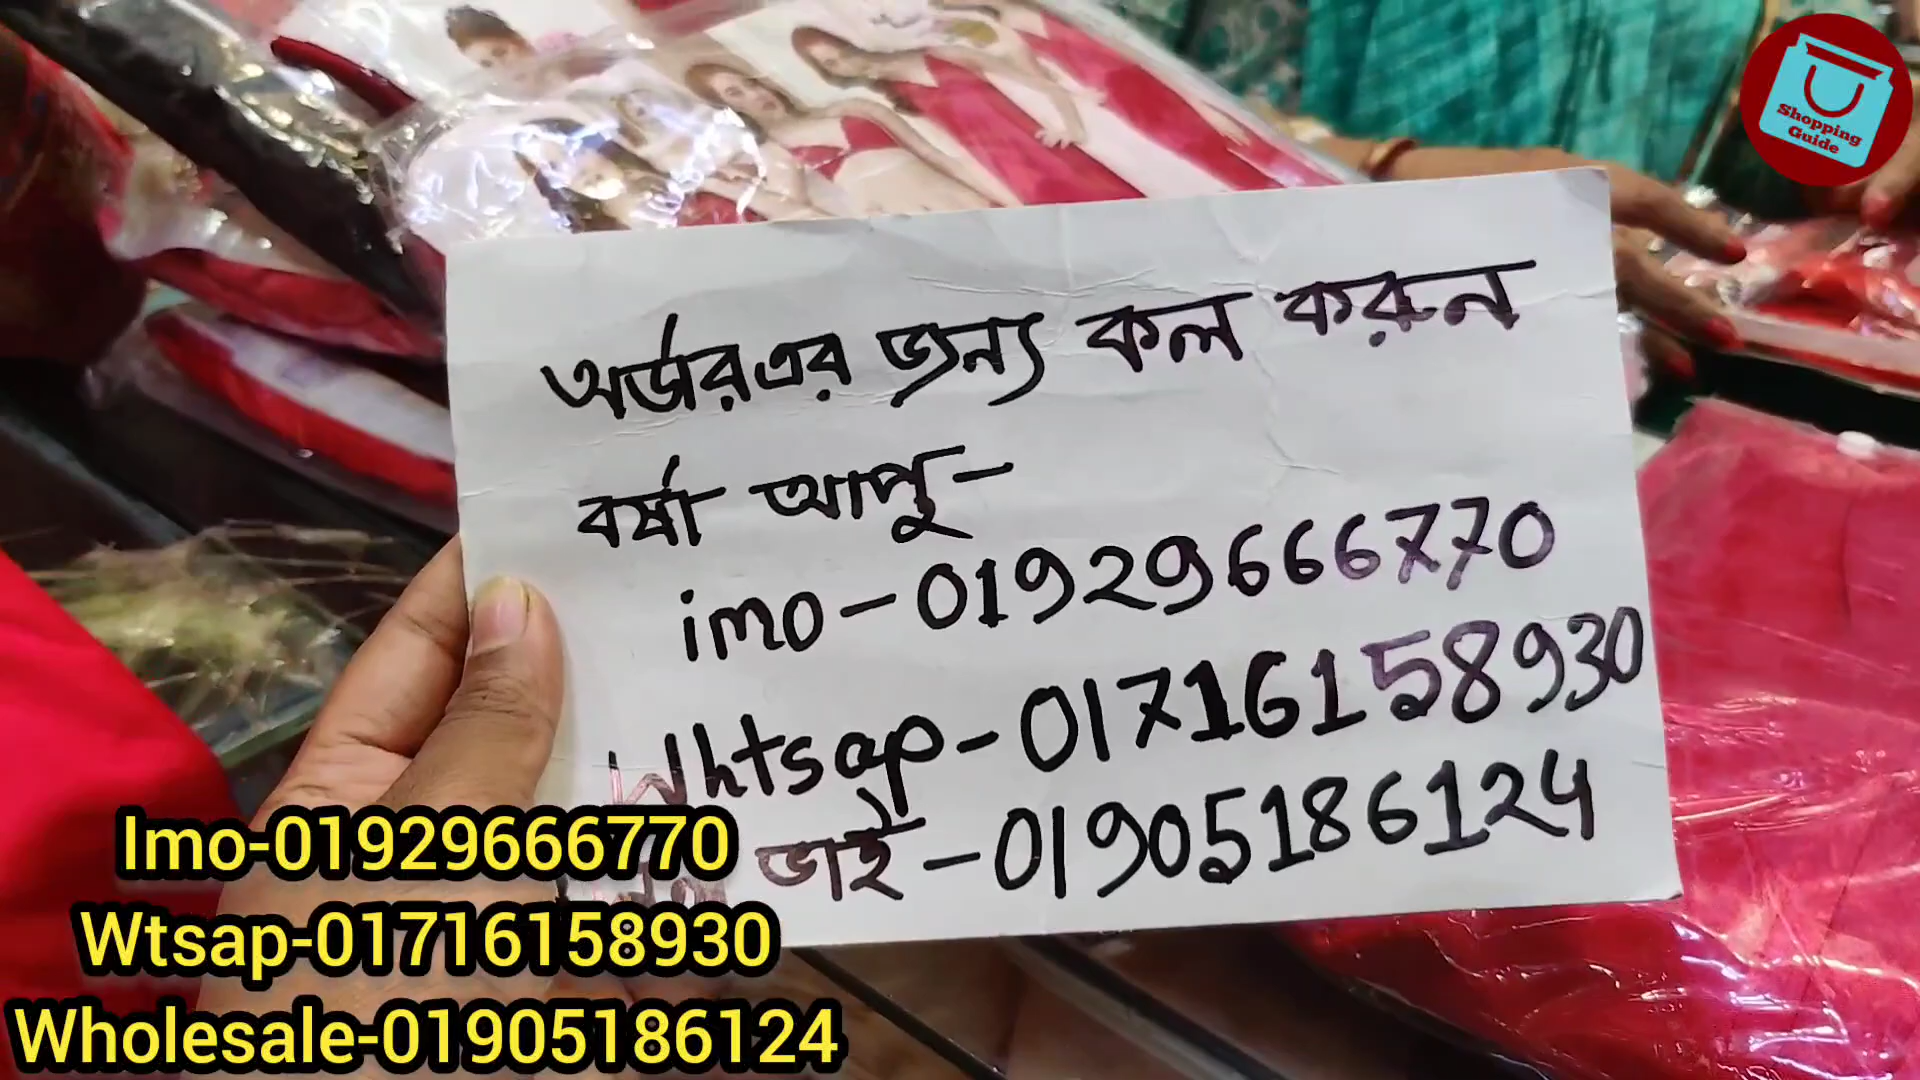 Shopping
Guide
অর্ডারএর জন্য কল করুন
বর্ষা আপু-
imo-01929666770
Whtsap-01716158930
ভাই-01905186124
Imo-01929666770
Wtsap-01716158930
Wholesale-01905186124